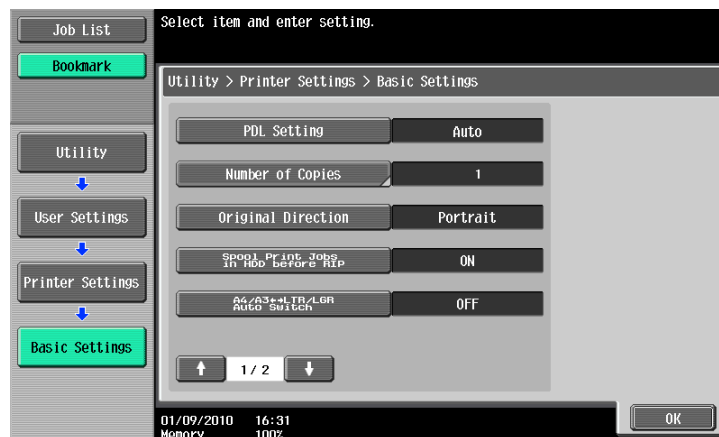 Job List
Select item and enter setting.
Bookmark
Utility > Printer Settings > Basic Settings
PDL Setting
Auto
Utility
Number of Copies
1
User Settings
Original Direction
Portrait
Spool Print Jobs
in HDD before RIP
ON
Printer Settings
A4/A3↔LTR/LGR
Auto Switch
OFF
Basic Settings
↑ 1/ 2 ↓
01/09/2010 16:31
Memory 100%
OK